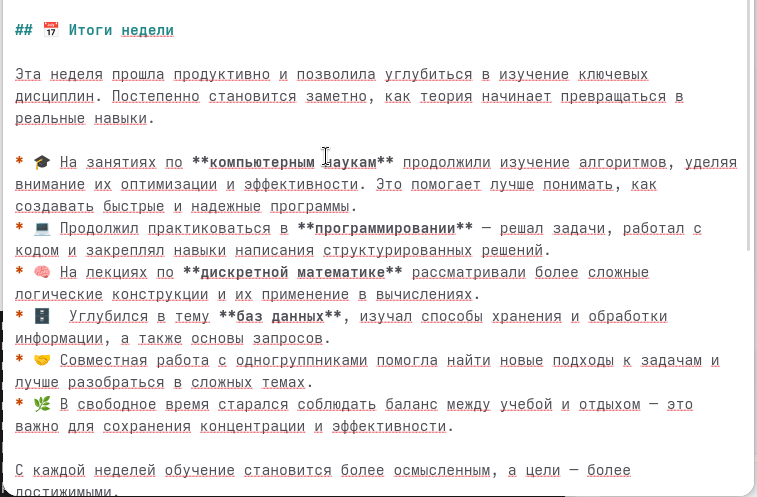 ## 📅 Итоги недели
Эта неделя прошла продуктивно и позволила углубиться в изучение ключевых
дисциплин. Постепенно становится заметно, как теория начинает превращаться в
реальные навыки.
* 🎓 На занятиях по **компьютерным наукам** продолжили изучение алгоритмов, уделяя
внимание их оптимизации и эффективности. Это помогает лучше понимать, как
создавать быстрые и надежные программы.
* 💻 Продолжил практиковаться в **программировании** — решал задачи, работал с
кодом и закреплял навыки написания структурированных решений.
* 🧠 На лекциях по **дискретной математике** рассматривали более сложные
логические конструкции и их применение в вычислениях.
* 🗄️ Углубился в тему **баз данных**, изучал способы хранения и обработки
информации, а также основы запросов.
* 🤝 Совместная работа с одногруппниками помогла найти новые подходы к задачам и
лучше разобраться в сложных темах.
* 🌿 В свободное время старался соблюдать баланс между учебой и отдыхом — это
важно для сохранения концентрации и эффективности.
С каждой неделей обучение становится более осмысленным, а цели — более
достижимыми.